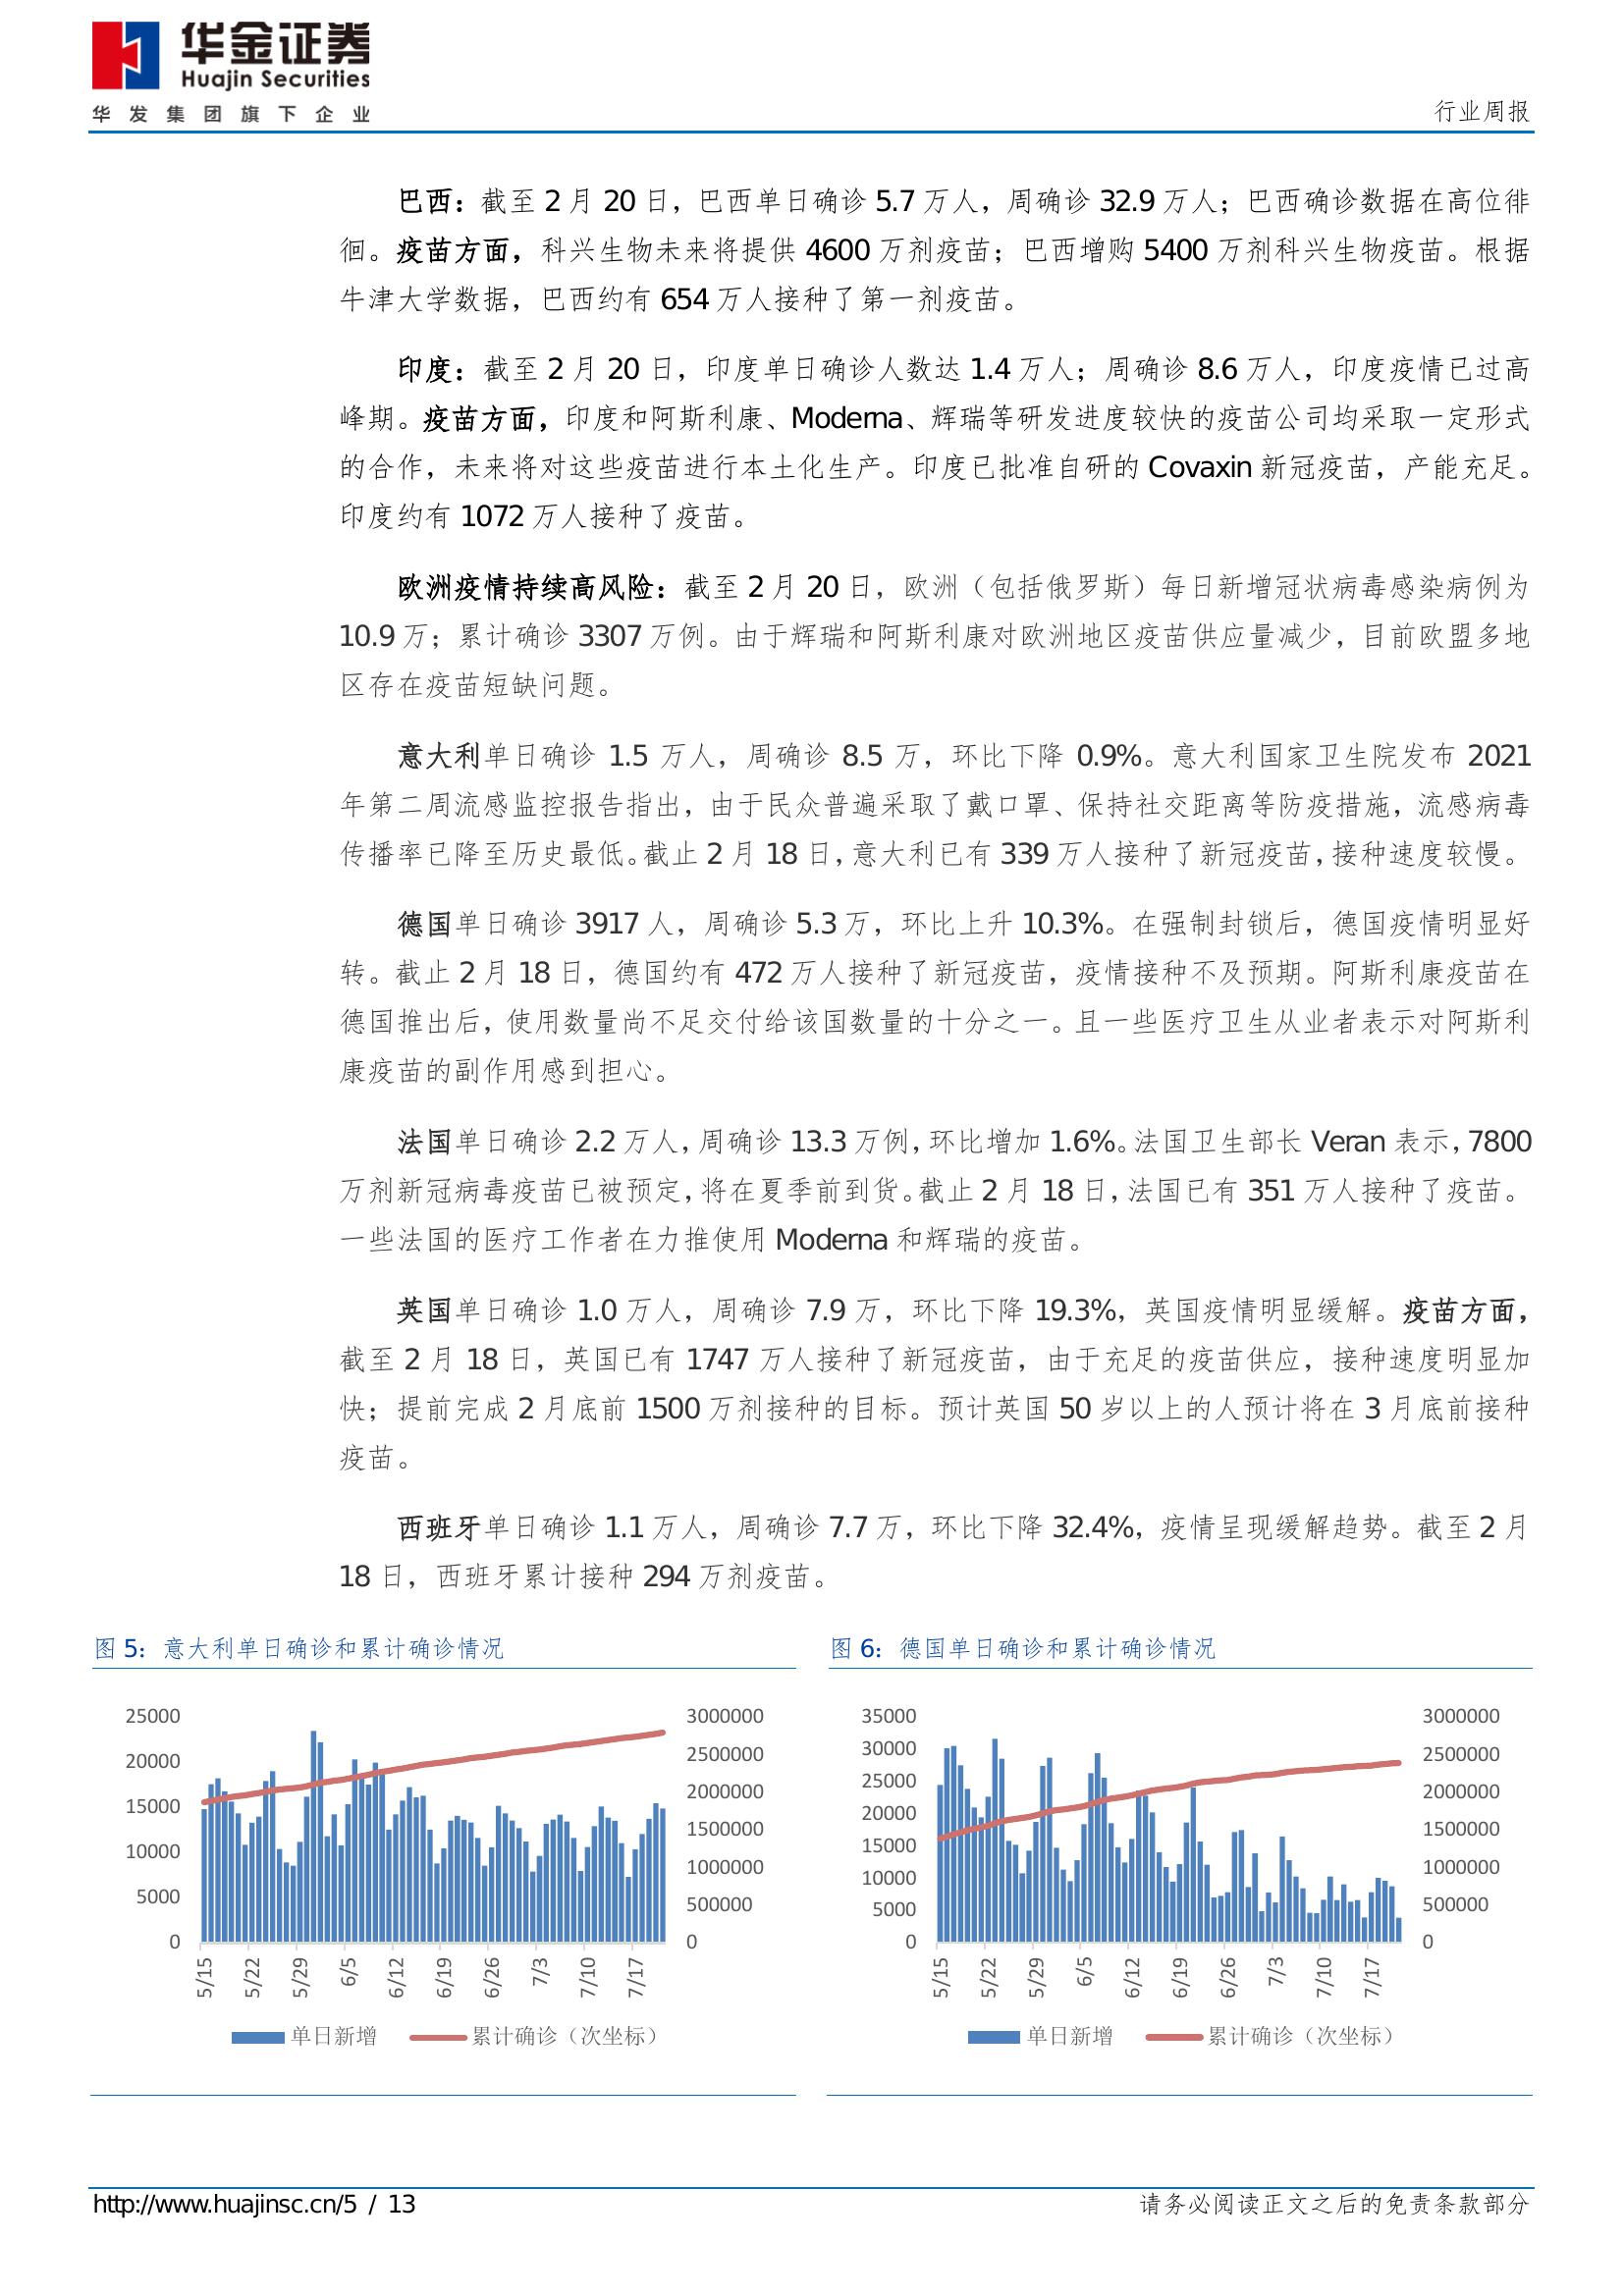 华金证券
Huajin Securities
华发集团旗下企业
行业周报
巴西：截至 2 月 20 日，巴西单日确诊 5.7 万人，周确诊 32.9 万人；巴西确诊数据在高位徘
徊。疫苗方面，科兴生物未来将提供 4600 万剂疫苗；巴西增购 5400 万剂科兴生物疫苗。根据
牛津大学数据，巴西约有 654 万人接种了第一剂疫苗。
印度：截至 2 月 20 日，印度单日确诊人数达 1.4 万人；周确诊 8.6 万人，印度疫情已过高
峰期。疫苗方面，印度和阿斯利康、Moderna、辉瑞等研发进度较快的疫苗公司均采取一定形式
的合作，未来将对这些疫苗进行本土化生产。印度已批准自研的 Covaxin 新冠疫苗，产能充足。
印度约有 1072 万人接种了疫苗。
欧洲疫情持续高风险：截至 2 月 20 日，欧洲（包括俄罗斯）每日新增冠状病毒感染病例为
10.9 万；累计确诊 3307 万例。由于辉瑞和阿斯利康对欧洲地区疫苗供应量减少，目前欧盟多地
区存在疫苗短缺问题。
意大利单日确诊 1.5 万人，周确诊 8.5 万，环比下降 0.9%。意大利国家卫生院发布 2021
年第二周流感监控报告指出，由于民众普遍采取了戴口罩、保持社交距离等防疫措施，流感病毒
传播率已降至历史最低。截止 2 月 18 日，意大利已有 339 万人接种了新冠疫苗，接种速度较慢。
德国单日确诊 3917 人，周确诊 5.3 万，环比上升 10.3%。在强制封锁后，德国疫情明显好
转。截止 2 月 18 日，德国约有 472 万人接种了新冠疫苗，疫情接种不及预期。阿斯利康疫苗在
德国推出后，使用数量尚不足交付给该国数量的十分之一。且一些医疗卫生从业者表示对阿斯利
康疫苗的副作用感到担心。
法国单日确诊 2.2 万人，周确诊 13.3 万例，环比增加 1.6%。法国卫生部长 Veran 表示，7800
万剂新冠病毒疫苗已被预定，将在夏季前到货。截止 2 月 18 日，法国已有 351 万人接种了疫苗。
一些法国的医疗工作者在力推使用 Moderna 和辉瑞的疫苗。
英国单日确诊 1.0 万人，周确诊 7.9 万，环比下降 19.3%，英国疫情明显缓解。疫苗方面，
截至 2 月 18 日，英国已有 1747 万人接种了新冠疫苗，由于充足的疫苗供应，接种速度明显加
快；提前完成 2 月底前 1500 万剂接种的目标。预计英国 50 岁以上的人预计将在 3 月底前接种
疫苗。
西班牙单日确诊 1.1 万人，周确诊 7.7 万，环比下降 32.4%，疫情呈现缓解趋势。截至 2 月
18 日，西班牙累计接种 294 万剂疫苗。
图 5：意大利单日确诊和累计确诊情况
25000
20000
15000
10000
5000
0
3000000
2500000
2000000
1500000
1000000
500000
0
5/15
5/22
5/29
6/5
6/12
6/19
6/26
7/3
7/10
7/17
单日新增
累计确诊（次坐标）
图 6：德国单日确诊和累计确诊情况
35000
30000
25000
20000
15000
10000
5000
0
3000000
2500000
2000000
1500000
1000000
500000
0
5/15
5/22
5/29
6/5
6/12
6/19
6/26
7/3
7/10
7/17
单日新增
累计确诊（次坐标）
http://www.huajinsc.cn/5 / 13
请务必阅读正文之后的免责条款部分